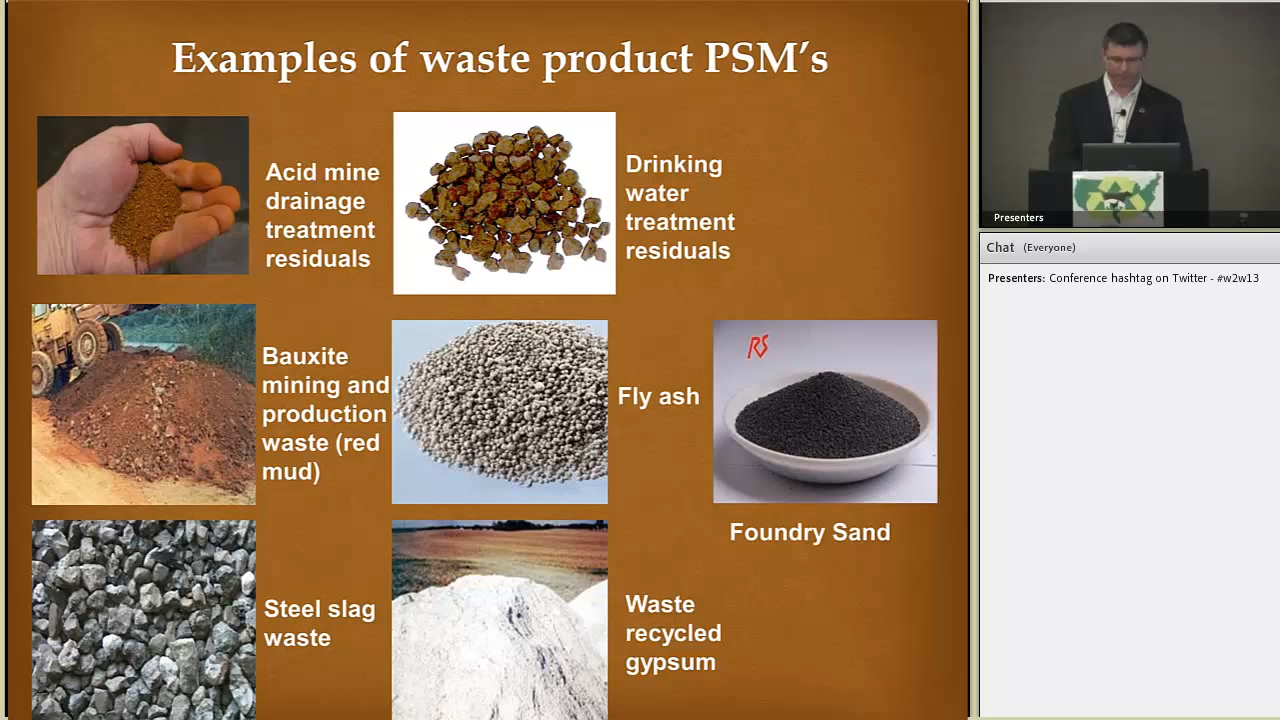 Examples of waste product PSM's
Acid mine
drainage
treatment
residuals
Drinking
water
treatment
residuals
Bauxite
mining and
production
waste (red
mud)
Fly ash
RS
Foundry Sand
Steel slag
waste
Waste
recycled
gypsum
Presenters
Chat (Everyone)
Presenters: Conference hashtag on Twitter - #w2w13